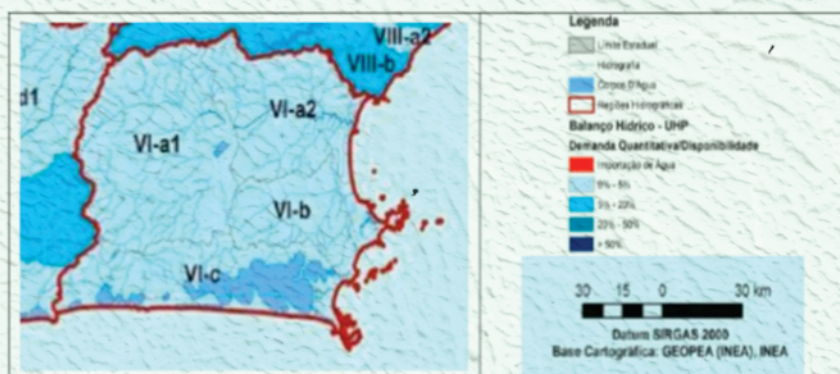 VIII-a2
VIII-b
d1
VI-a2
VI-a1
VI-b
VI-c
Legenda
Limite Estadual
Hidrografia
Corpos D'Água
Regiões Hidrográficas
Balanço Hídrico - UHP
Demanda Quantitativa/Disponibilidade
Importação de Água
0% - 5%
5% - 20%
20% - 50%
> 50%
30 15 0 30 km
Datum SIRGAS 2000
Base Cartográfica: GEOPEA (INEA), INEA